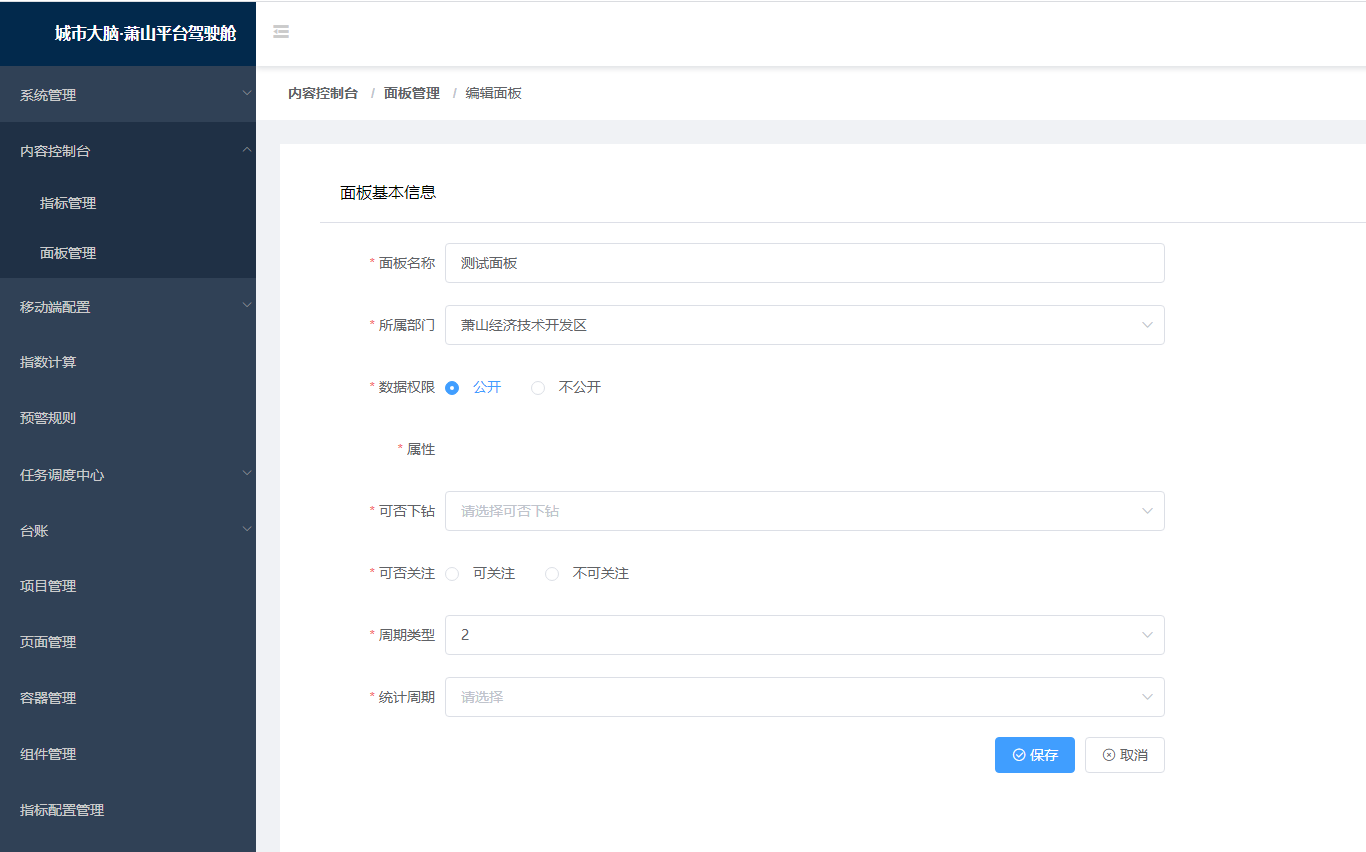 城市大脑·萧山平台驾驶舱
系统管理
内容控制台
指标管理
面板管理
移动端配置
指数计算
预警规则
任务调度中心
台账
项目管理
页面管理
容器管理
组件管理
指标配置管理
内容控制台 / 面板管理 / 编辑面板
面板基本信息
* 面板名称 测试面板
* 所属部门 萧山经济技术开发区
* 数据权限 公开 不公开
* 属性
* 可否下钻 请选择可否下钻
* 可否关注 可关注 不可关注
* 周期类型 2
* 统计周期 请选择
保存 取消